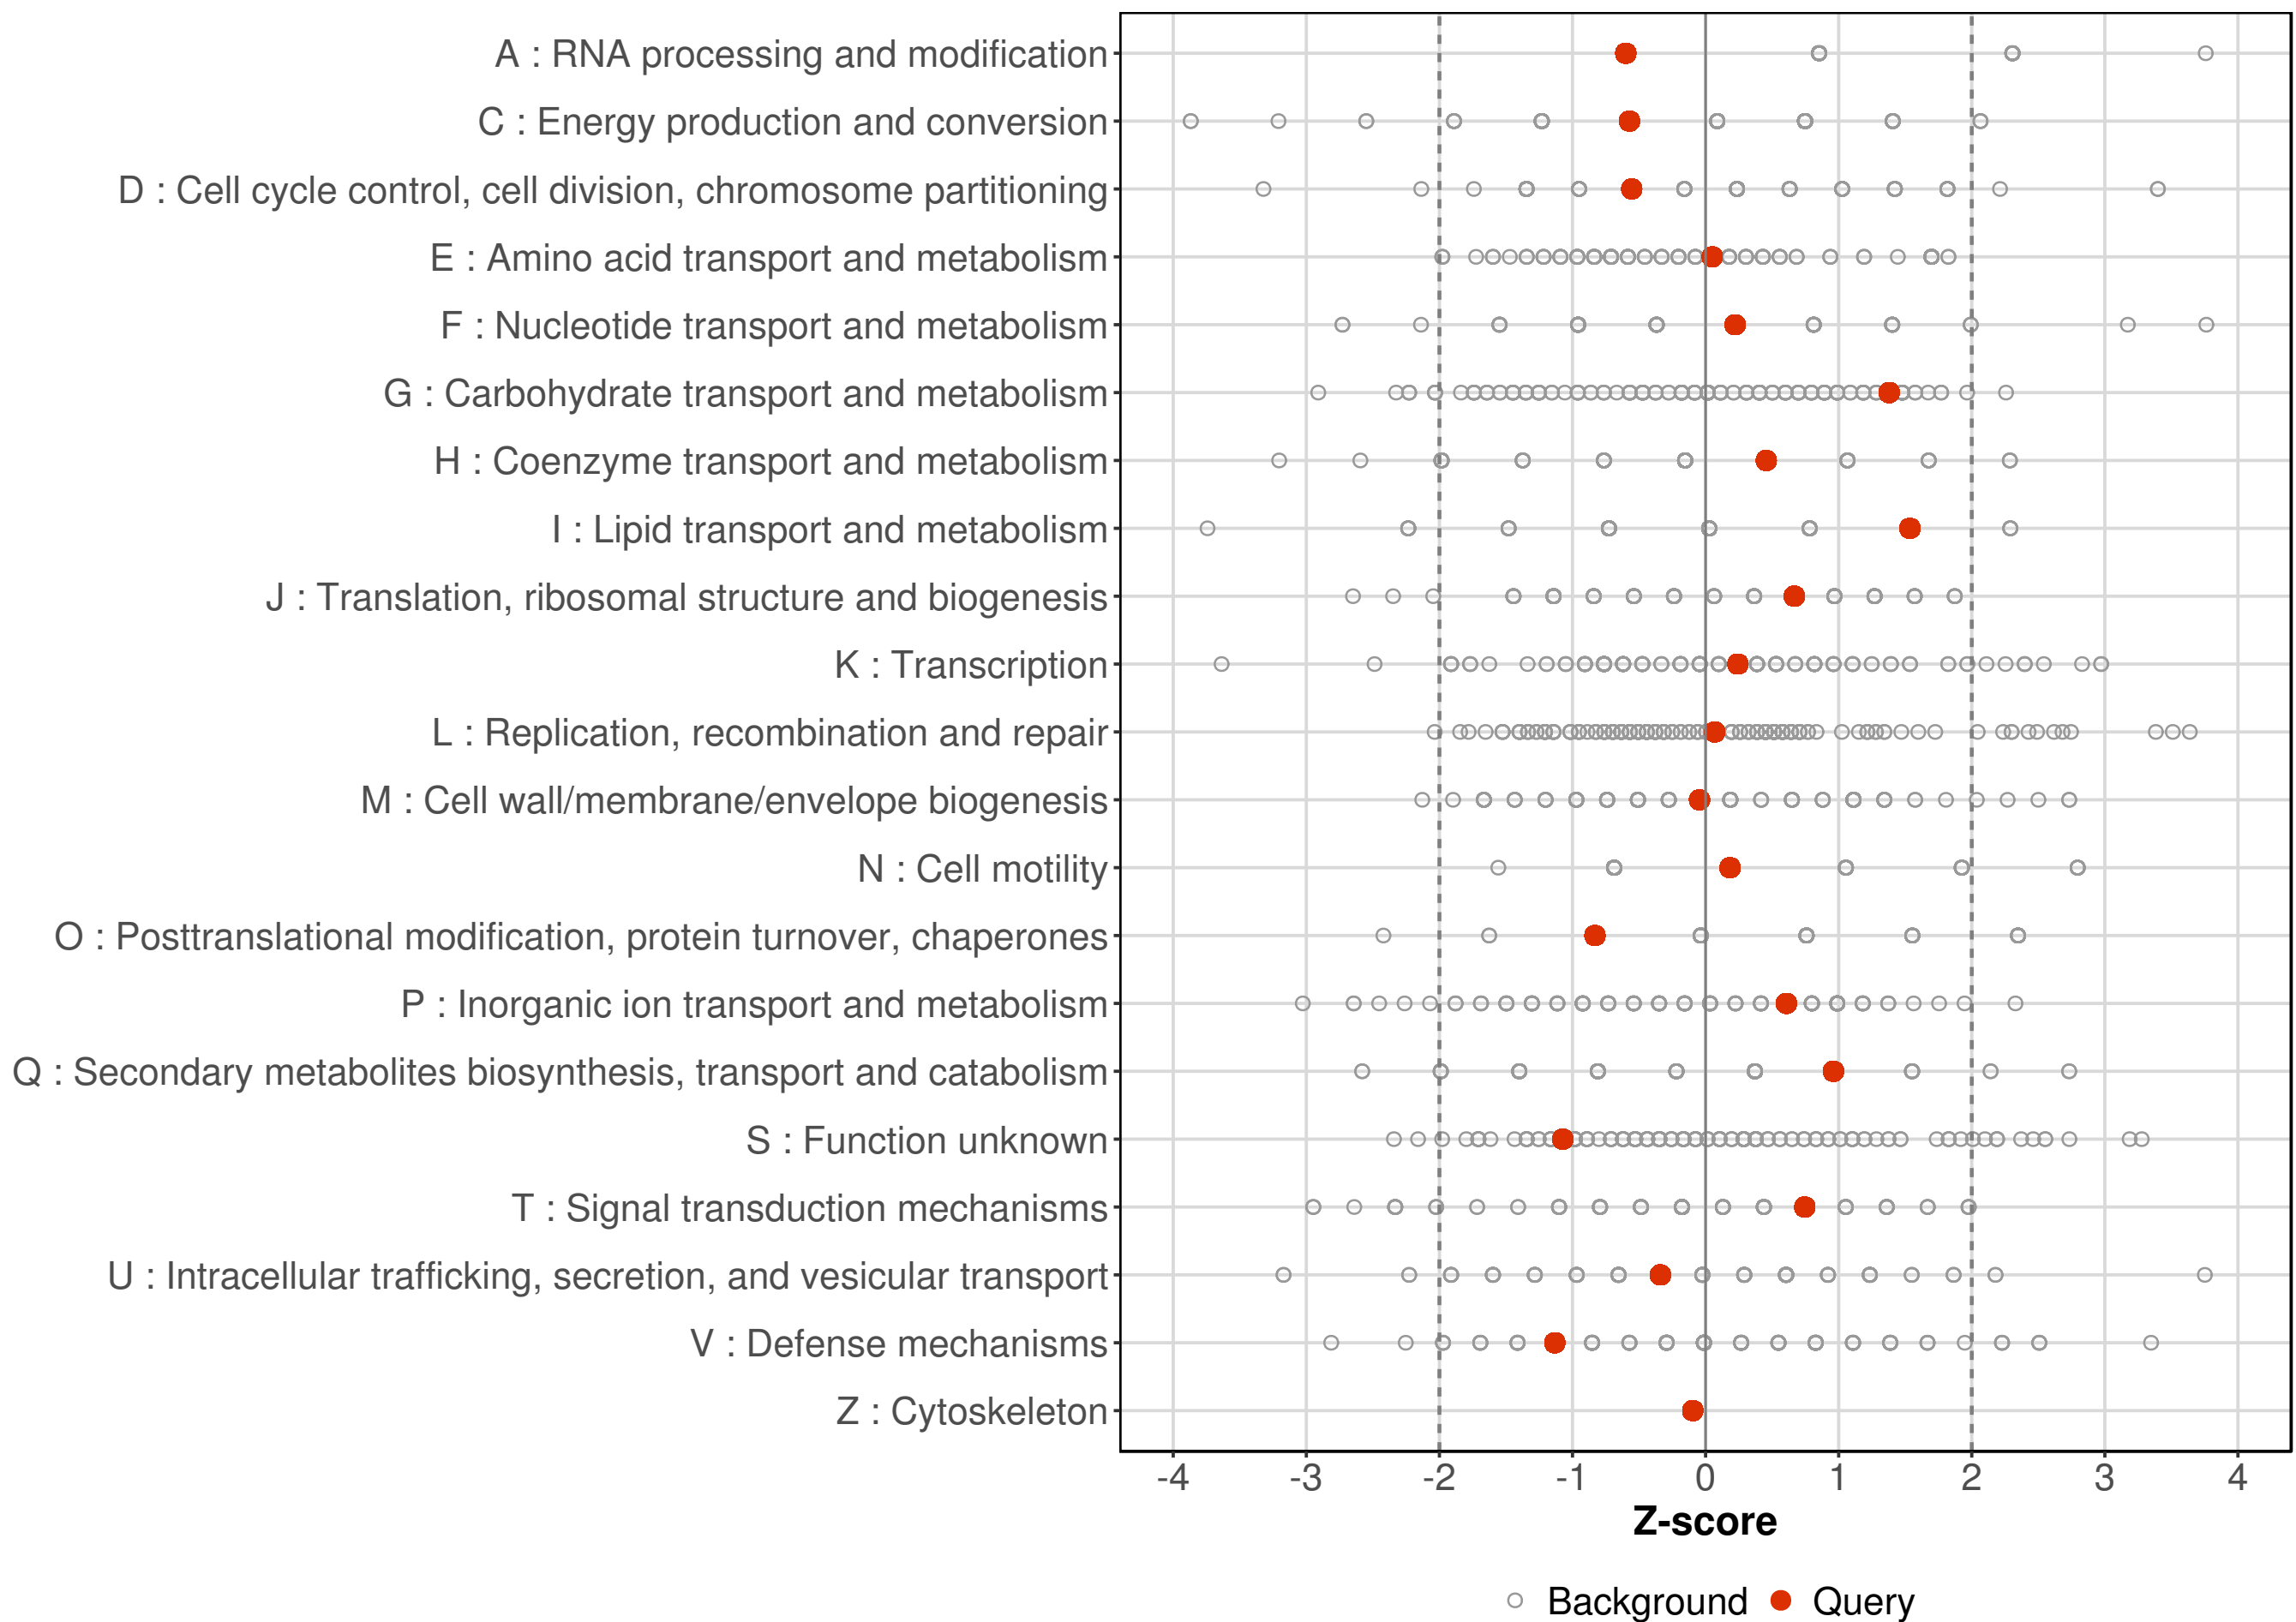 A : RNA processing and modification
C : Energy production and conversion
D : Cell cycle control, cell division, chromosome partitioning
E : Amino acid transport and metabolism
F : Nucleotide transport and metabolism
G : Carbohydrate transport and metabolism
H : Coenzyme transport and metabolism
I : Lipid transport and metabolism
J : Translation, ribosomal structure and biogenesis
K : Transcription
L : Replication, recombination and repair
M : Cell wall/membrane/envelope biogenesis
N : Cell motility
O : Posttranslational modification, protein turnover, chaperones
P : Inorganic ion transport and metabolism
Q : Secondary metabolites biosynthesis, transport and catabolism
S : Function unknown
T : Signal transduction mechanisms
U : Intracellular trafficking, secretion, and vesicular transport
V : Defense mechanisms
Z : Cytoskeleton
-4 -3 -2 -1 0 1 2 3 4
Z-score
Background Query